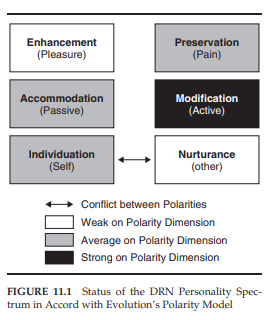 Enhancement
(Pleasure)
Preservation
(Pain)
Accommodation
(Passive)
Modification
(Active)
Individuation
(Self)
Nurturance
(other)
Conflict between Polarities
Weak on Polarity Dimension
Average on Polarity Dimension
Strong on Polarity Dimension
FIGURE 11.1 Status of the DRN Personality Spec-
trum in Accord with Evolution's Polarity Model